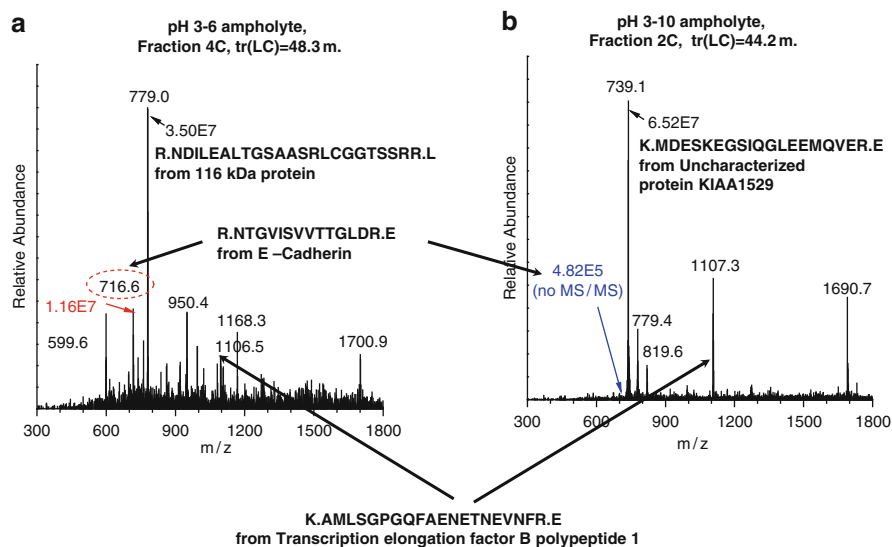 a
pH 3-6 ampholyte,
Fraction 4C, tr(LC)=48.3 m.
Relative Abundance
779.0
3.50E7
R.NDILEALTGSAASRLCGGTSSRR.L
from 116 kDa protein
R.NTGVISVVTTGLDR.E
from E –Cadherin
716.6
1.16E7
599.6
950.4
1168.3
1106.5
1700.9
300 600 900 1200 1500 1800
m/z
b
pH 3-10 ampholyte,
Fraction 2C, tr(LC)=44.2 m.
Relative Abundance
739.1
6.52E7
K.MDESKEGSIQGLEEMQVER.E
from Uncharacterized
protein KIAA1529
4.82E5
(no MS/MS)
1107.3
779.4
819.6
1690.7
300 600 900 1200 1500 1800
m/z
K.AMLSGPGQFAENETNEVNFR.E
from Transcription elongation factor B polypeptide 1